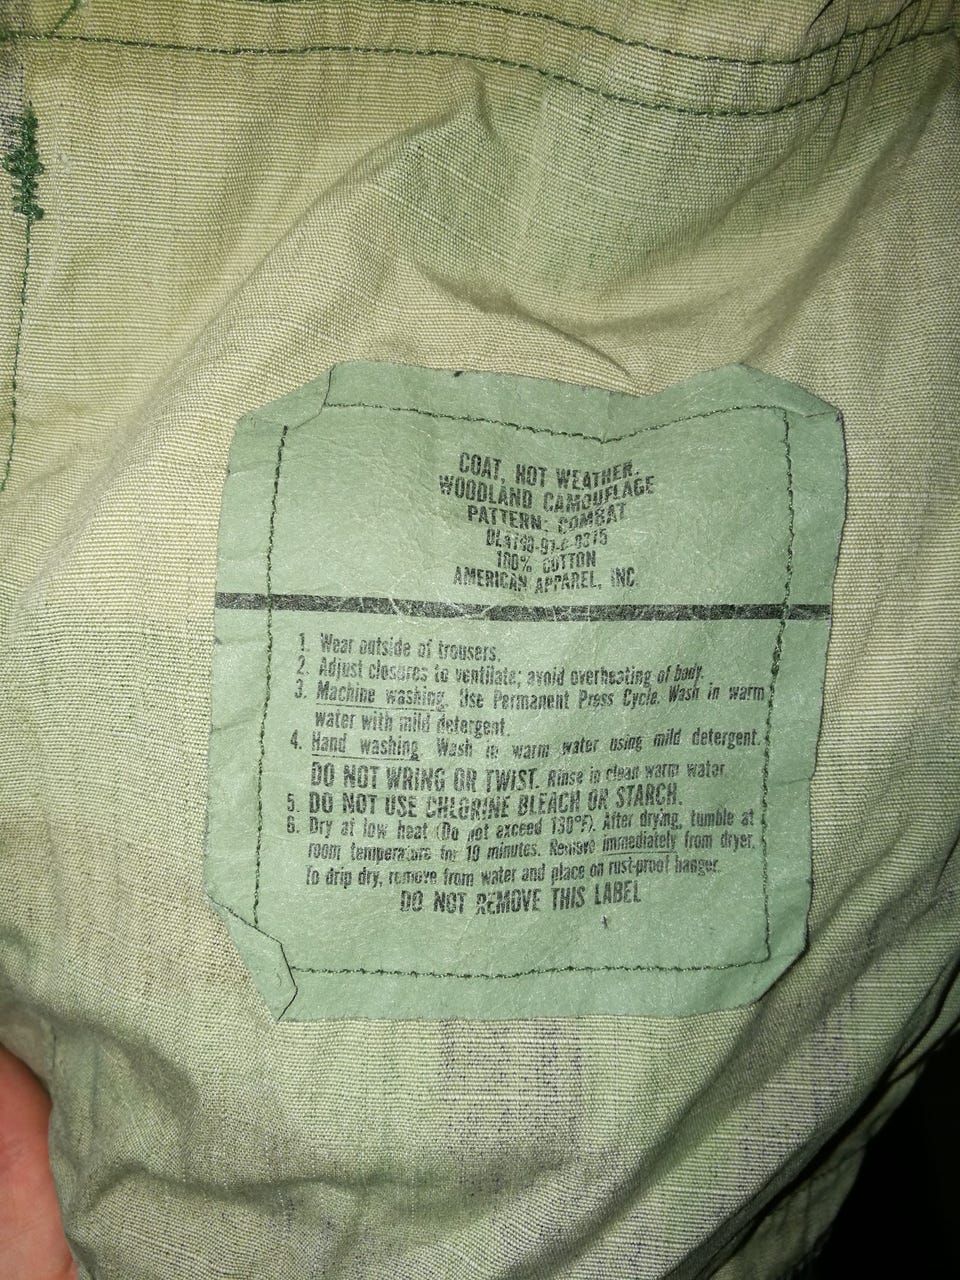 COAT, HOT WEATHER.
WOODLAND CAMOUFLAGE
PATTERN: COMBAT
100% COTTON
AMERICAN APPAREL, INC.
1. Wear outside of trousers.
2. Adjust closures to ventilate; avoid overheating of body.
3. Machine washing. Use Permanent Press Cycle. Wash in warm
water with mild detergent.
4. Hand washing. Wash in warm water using mild detergent.
DO NOT WRING OR TWIST. Rinse in clean warm water.
5. DO NOT USE CHLORINE BLEACH OR STARCH.
6. Dry at low heat (Do not exceed 130°F). After drying, tumble at
room temperature for 10 minutes. Remove immediately from dryer.
To drip dry, remove from water and place on rust-proof hanger.
DO NOT REMOVE THIS LABEL